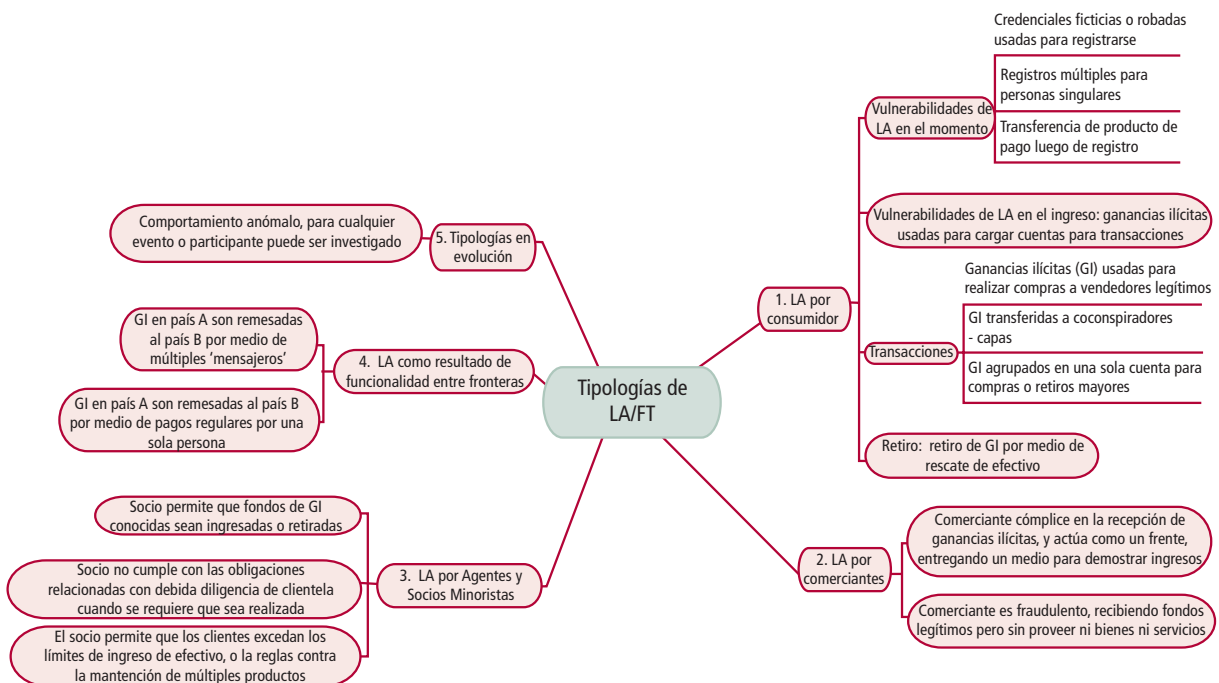 Tipologías de
LA/FT
1. LA por
consumidor
Vulnerabilidades de
LA en el momento
Credenciales ficticias o robadas
usadas para registrarse
Registros múltiples para
personas singulares
Transferencia de producto de
pago luego de registro
Vulnerabilidades de LA en el ingreso: ganancias ilícitas
usadas para cargar cuentas para transacciones
Transacciones
Ganancias ilícitas (GI) usadas para
realizar compras a vendedores legítimos
GI transferidas a coconspiradores
- capas
GI agrupados en una sola cuenta para
compras o retiros mayores
Retiro: retiro de GI por medio de
rescate de efectivo
2. LA por
comerciantes
Comerciante cómplice en la recepción de
ganancias ilícitas, y actúa como un frente,
entregando un medio para demostrar ingresos
Comerciante es fraudulento, recibiendo fondos
legítimos pero sin proveer ni bienes ni servicios
3. LA por Agentes y
Socios Minoristas
Socio permite que fondos de GI
conocidas sean ingresadas o retiradas
Socio no cumple con las obligaciones
relacionadas con debida diligencia de clientela
cuando se requiere que sea realizada
El socio permite que los clientes excedan los
límites de ingreso de efectivo, o la reglas contra
la mantención de múltiples productos
4. LA como resultado de
funcionalidad entre fronteras
GI en país A son remesadas
al país B por medio de
múltiples 'mensajeros'
GI en país A son remesadas al país B
por medio de pagos regulares por una
sola persona
5. Tipologías en
evolución
Comportamiento anómalo, para cualquier
evento o participante puede ser investigado